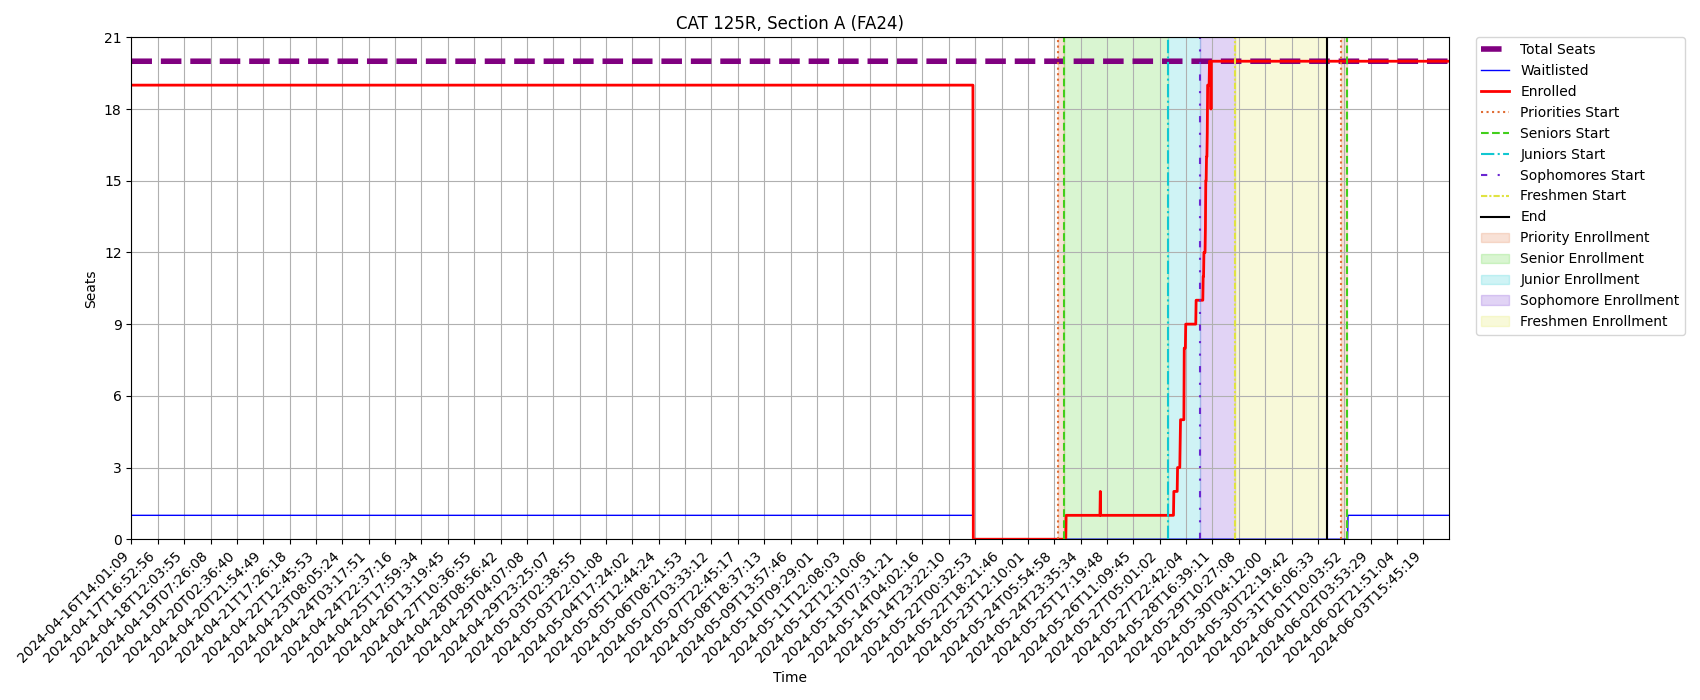 CAT 125R, Section A (FA24)
21
18
15
12
9
6
3
0
Seats
2024-04-16T14:01:09
2024-04-17T16:52:56
2024-04-18T12:03:55
2024-04-19T07:26:08
2024-04-20T02:36:40
2024-04-20T21:54:49
2024-04-21T17:26:18
2024-04-22T12:45:53
2024-04-23T08:05:24
2024-04-24T03:17:51
2024-04-24T22:37:16
2024-04-25T17:59:34
2024-04-26T13:19:45
2024-04-27T10:36:55
2024-04-28T08:56:42
2024-04-29T04:07:08
2024-04-29T23:25:07
2024-05-03T02:38:55
2024-05-03T22:01:08
2024-05-04T17:24:02
2024-05-05T12:44:24
2024-05-06T08:21:53
2024-05-07T03:33:12
2024-05-07T22:45:17
2024-05-08T18:37:13
2024-05-09T13:57:46
2024-05-10T09:29:01
2024-05-11T12:08:03
2024-05-12T12:10:06
2024-05-13T07:31:21
2024-05-14T04:02:16
2024-05-14T23:22:10
2024-05-22T00:32:53
2024-05-22T18:21:46
2024-05-23T12:10:01
2024-05-24T05:54:58
2024-05-24T23:35:34
2024-05-25T17:19:48
2024-05-26T11:09:45
2024-05-27T05:01:02
2024-05-27T22:42:04
2024-05-28T16:39:11
2024-05-29T10:27:08
2024-05-30T04:12:00
2024-05-30T22:19:42
2024-05-31T16:06:33
2024-06-01T10:03:52
2024-06-02T03:53:29
2024-06-02T21:51:04
2024-06-03T15:45:19
Time
Total Seats
Waitlisted
Enrolled
Priorities Start
Seniors Start
Juniors Start
Sophomores Start
Freshmen Start
End
Priority Enrollment
Senior Enrollment
Junior Enrollment
Sophomore Enrollment
Freshmen Enrollment